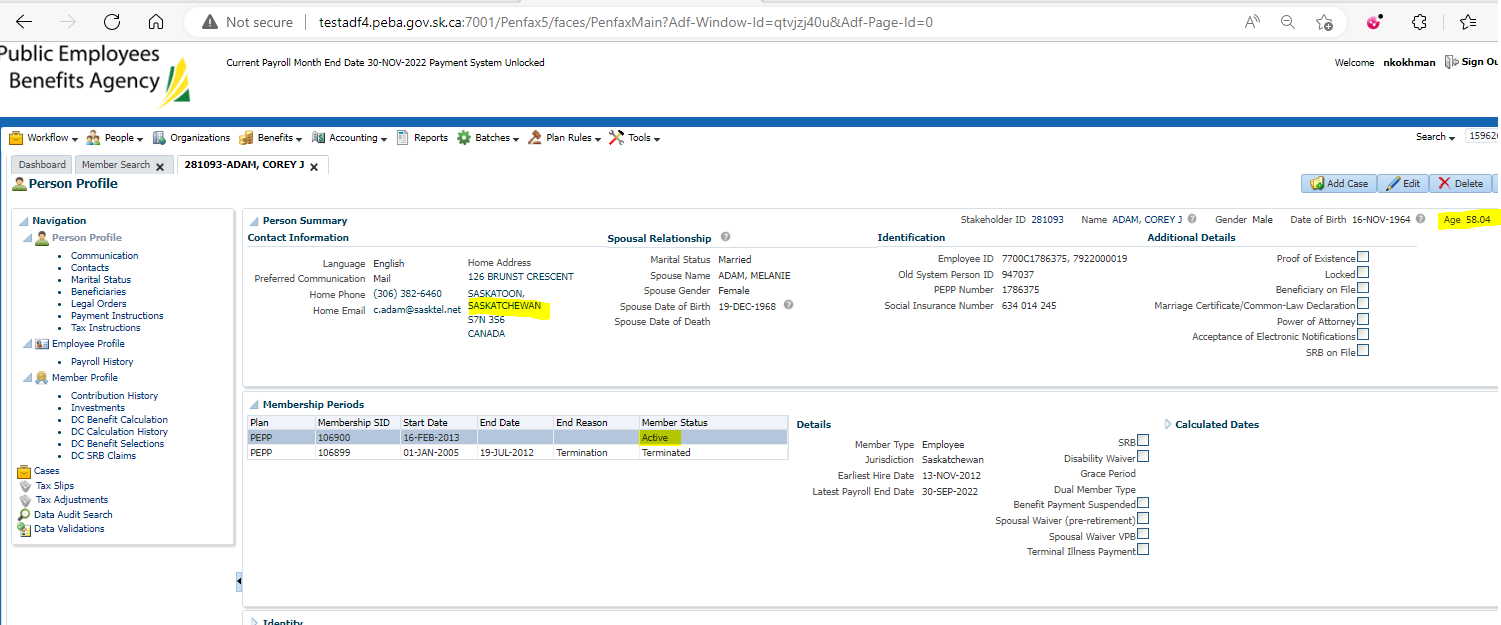 Not secure | testadf4.peba.gov.sk.ca:7001/Penfax5/faces/PenfaxMain?Adf-Window-Id=qtvjzj40u&Adf-Page-Id=0
Public Employees
Benefits Agency
Current Payroll Month End Date 30-NOV-2022 Payment System Unlocked
Welcome nkokhman Sign Ou
Workflow People Organizations Benefits Accounting Reports Batches Plan Rules Tools Search 15962
Dashboard Member Search 281093-ADAM, COREY J
Person Profile
Add Case Edit Delete
Navigation
Person Profile
Communication
Contacts
Marital Status
Beneficiaries
Legal Orders
Payment Instructions
Tax Instructions
Employee Profile
Payroll History
Member Profile
Contribution History
Investments
DC Benefit Calculation
DC Calculation History
DC Benefit Selections
DC SRB Claims
Cases
Tax Slips
Tax Adjustments
Data Audit Search
Data Validations
Person Summary
Stakeholder ID 281093 Name ADAM, COREY J Gender Male Date of Birth 16-NOV-1964 Age 58.04
Contact Information
Language English
Preferred Communication Mail
Home Phone (306) 382-6460
Home Email c.adam@sasktel.net
Home Address
126 BRUNST CRESCENT
SASKATOON,
SASKATCHEWAN
S7N 3S6
CANADA
Spousal Relationship
Marital Status Married
Spouse Name ADAM, MELANIE
Spouse Gender Female
Spouse Date of Birth 19-DEC-1968
Spouse Date of Death
Identification
Employee ID 7700C1786375, 7922000019
Old System Person ID 947037
PEPP Number 1786375
Social Insurance Number 634 014 245
Additional Details
Proof of Existence
Locked
Beneficiary on File
Marriage Certificate/Common-Law Declaration
Power of Attorney
Acceptance of Electronic Notifications
SRB on File
Membership Periods
Plan Membership SID Start Date End Date End Reason Member Status
PEPP 106900 16-FEB-2013 Active
PEPP 106899 01-JAN-2005 19-JUL-2012 Termination Terminated
Details
Member Type Employee
Jurisdiction Saskatchewan
Earliest Hire Date 13-NOV-2012
Latest Payroll End Date 30-SEP-2022
SRB
Disability Waiver
Grace Period
Dual Member Type
Benefit Payment Suspended
Spousal Waiver (pre-retirement)
Spousal Waiver VPB
Terminal Illness Payment
Calculated Dates
Identity